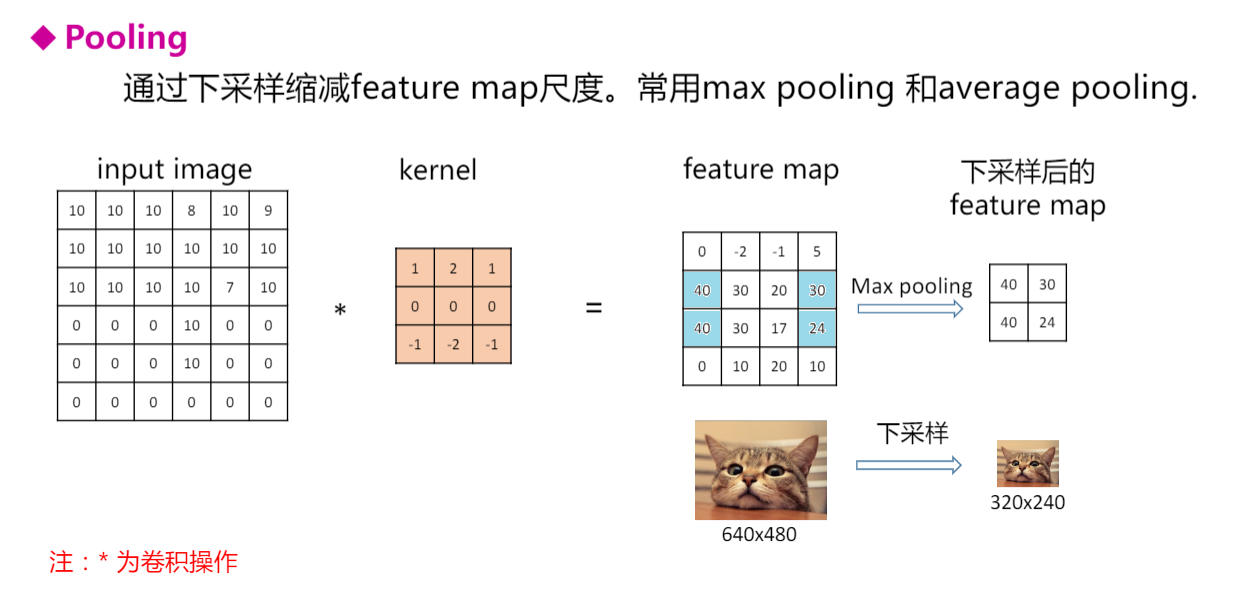 ◆ Pooling
通过下采样缩减feature map尺度。常用max pooling 和average pooling.
input image
kernel
feature map
下采样后的
feature map
10 10 10 8 10 9
10 10 10 10 10 10
10 10 10 10 7 10
0 0 0 10 0 0
0 0 0 10 0 0
0 0 0 0 0 0
*
1 2 1
0 0 0
-1 -2 -1
=
0 -2 -1 5
40 30 20 30
40 30 17 24
0 10 20 10
Max pooling
40 30
40 24
下采样
640x480
320x240
注：* 为卷积操作